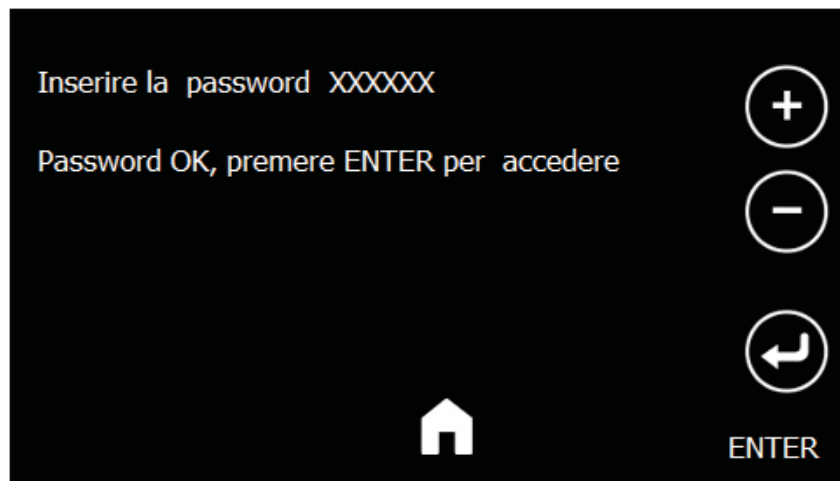 Inserire la password XXXXXX
Password OK, premere ENTER per accedere
ENTER